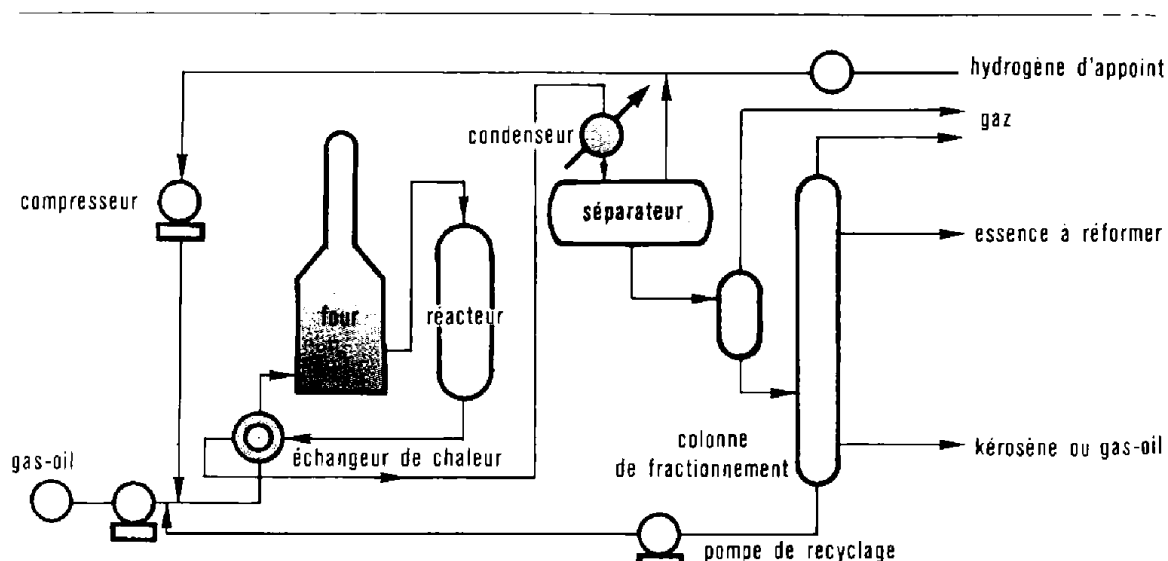 hydrogène d'appoint
gaz
condenseur
compresseur
séparateur
essence à réformer
four
réacteur
colonne
de fractionnement
échangeur de chaleur
kérosène ou gas-oil
gas-oil
pompe de recyclage